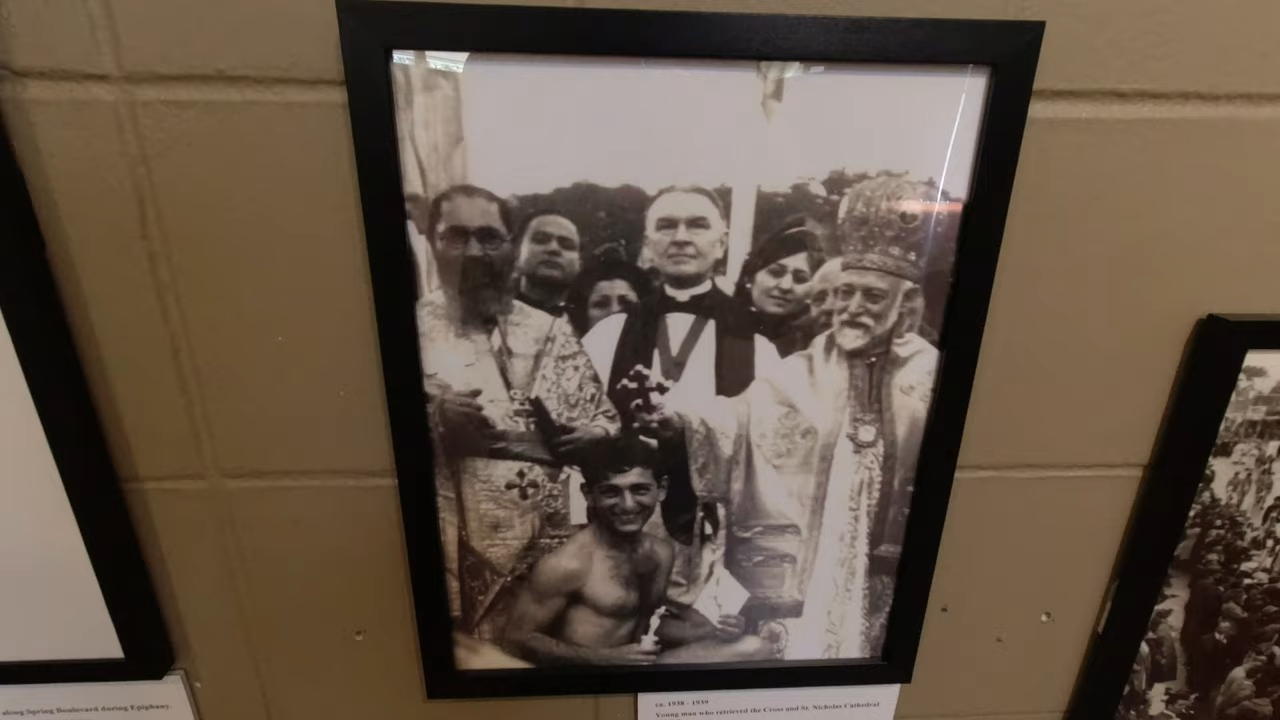 along Spring Boulevard during Epiphany.
ca. 1938 - 1939
Young man who retrieved the Cross and St. Nicholas Cathedral